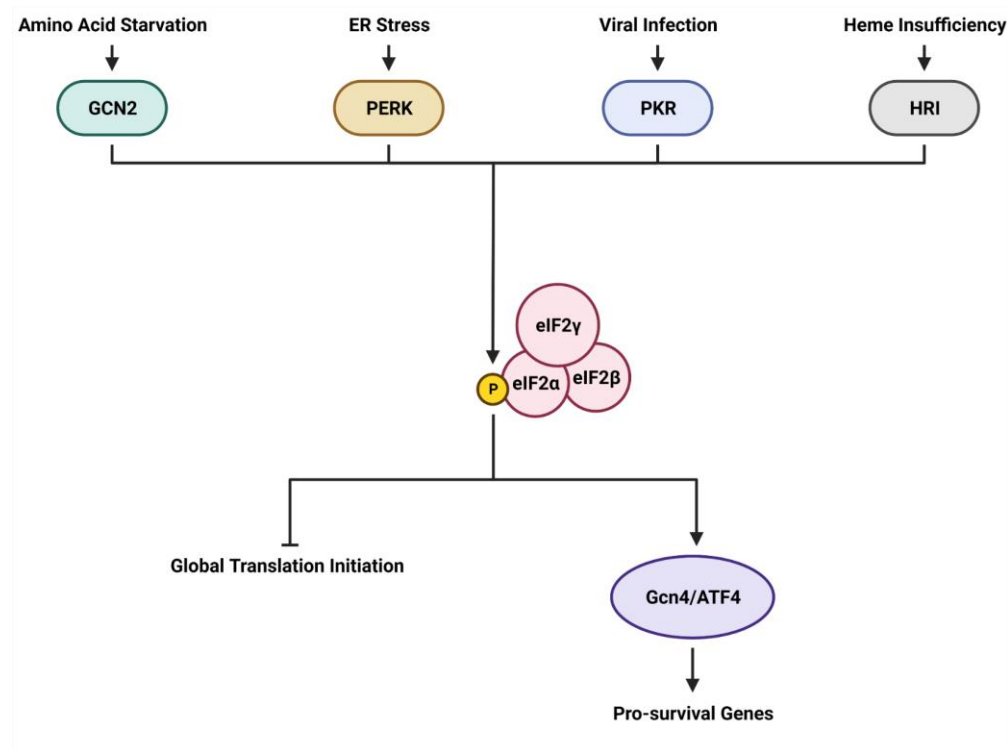 Amino Acid Starvation
ER Stress
Viral Infection
Heme Insufficiency
GCN2
PERK
PKR
HRI
eIF2γ
P
eIF2α
eIF2β
Global Translation Initiation
Gcn4/ATF4
Pro-survival Genes